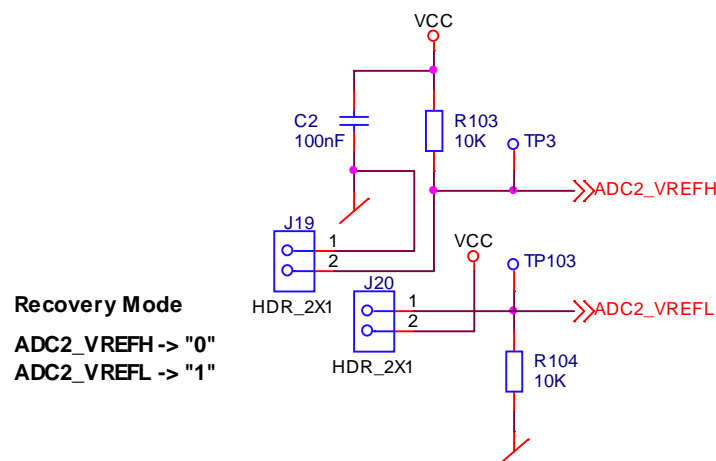 VCC
C2
100nF
R103
10K
TP3
ADC2_VREFH
J19
1
2
HDR_2X1
VCC
TP103
J20
1
2
HDR_2X1
ADC2_VREFL
R104
10K
Recovery Mode
ADC2_VREFH -> "0"
ADC2_VREFL -> "1"